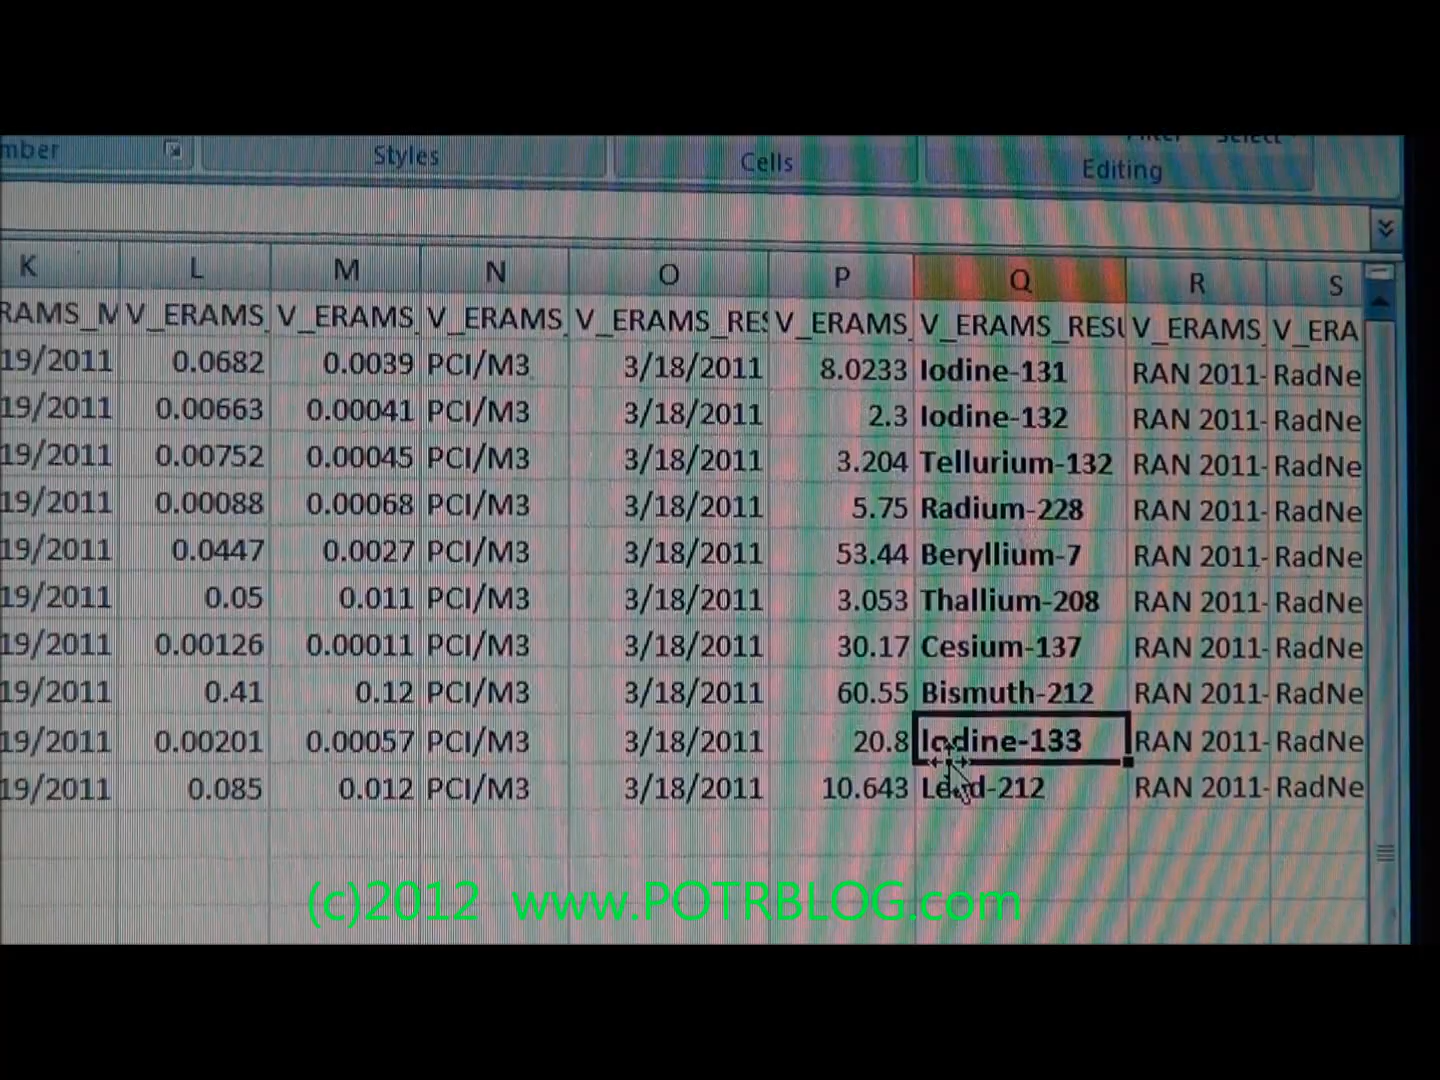 mber Styles Cells Editing
K L M N O P Q R S
RAMS_M V_ERAMS_ V_ERAMS_ V_ERAMS_ V_ERAMS_RES V_ERAMS_ V_ERAMS_RESU V_ERAMS_ V_ERA
19/2011 0.0682 0.0039 PCI/M3 3/18/2011 8.0233 Iodine-131 RAN 2011- RadNe
19/2011 0.00663 0.00041 PCI/M3 3/18/2011 2.3 Iodine-132 RAN 2011- RadNe
19/2011 0.00752 0.00045 PCI/M3 3/18/2011 3.204 Tellurium-132 RAN 2011- RadNe
19/2011 0.00088 0.00068 PCI/M3 3/18/2011 5.75 Radium-228 RAN 2011- RadNe
19/2011 0.0447 0.0027 PCI/M3 3/18/2011 53.44 Beryllium-7 RAN 2011- RadNe
19/2011 0.05 0.011 PCI/M3 3/18/2011 3.053 Thallium-208 RAN 2011- RadNe
19/2011 0.00126 0.00011 PCI/M3 3/18/2011 30.17 Cesium-137 RAN 2011- RadNe
19/2011 0.41 0.12 PCI/M3 3/18/2011 60.55 Bismuth-212 RAN 2011- RadNe
19/2011 0.00201 0.00057 PCI/M3 3/18/2011 20.8 Iodine-133 RAN 2011- RadNe
19/2011 0.085 0.012 PCI/M3 3/18/2011 10.643 Lead-212 RAN 2011- RadNe
(c)2012 www.POTRBLOG.com